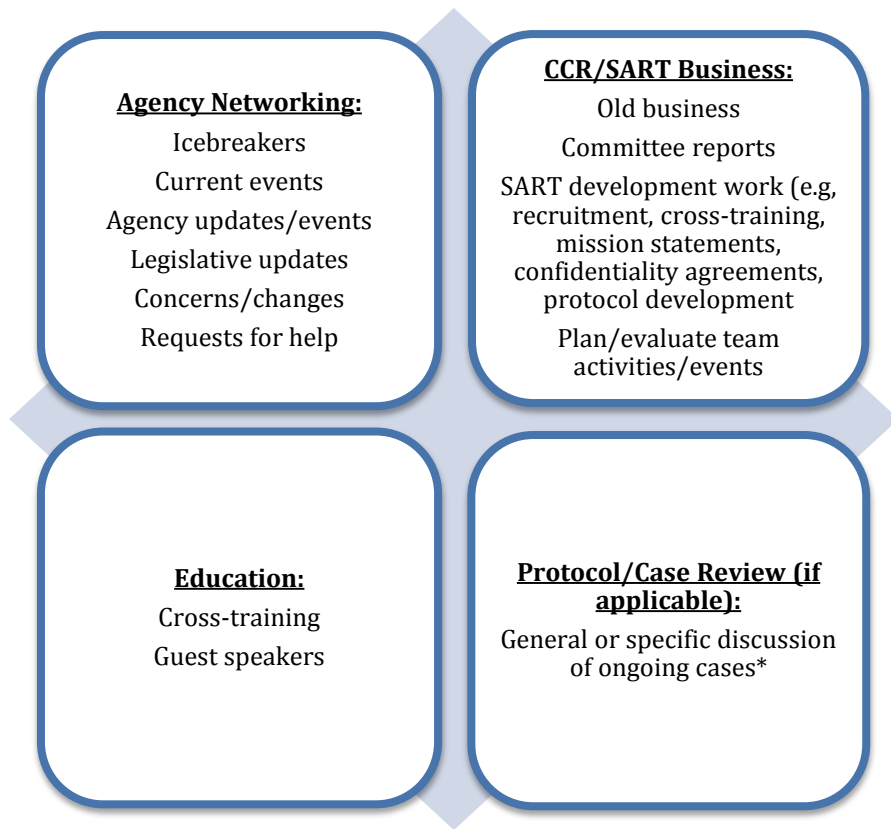 Agency Networking:
Icebreakers
Current events
Agency updates/events
Legislative updates
Concerns/changes
Requests for help
CCR/SART Business:
Old business
Committee reports
SART development work (e.g,
recruitment, cross-training,
mission statements,
confidentiality agreements,
protocol development
Plan/evaluate team
activities/events
Education:
Cross-training
Guest speakers
Protocol/Case Review (if
applicable):
General or specific discussion
of ongoing cases*